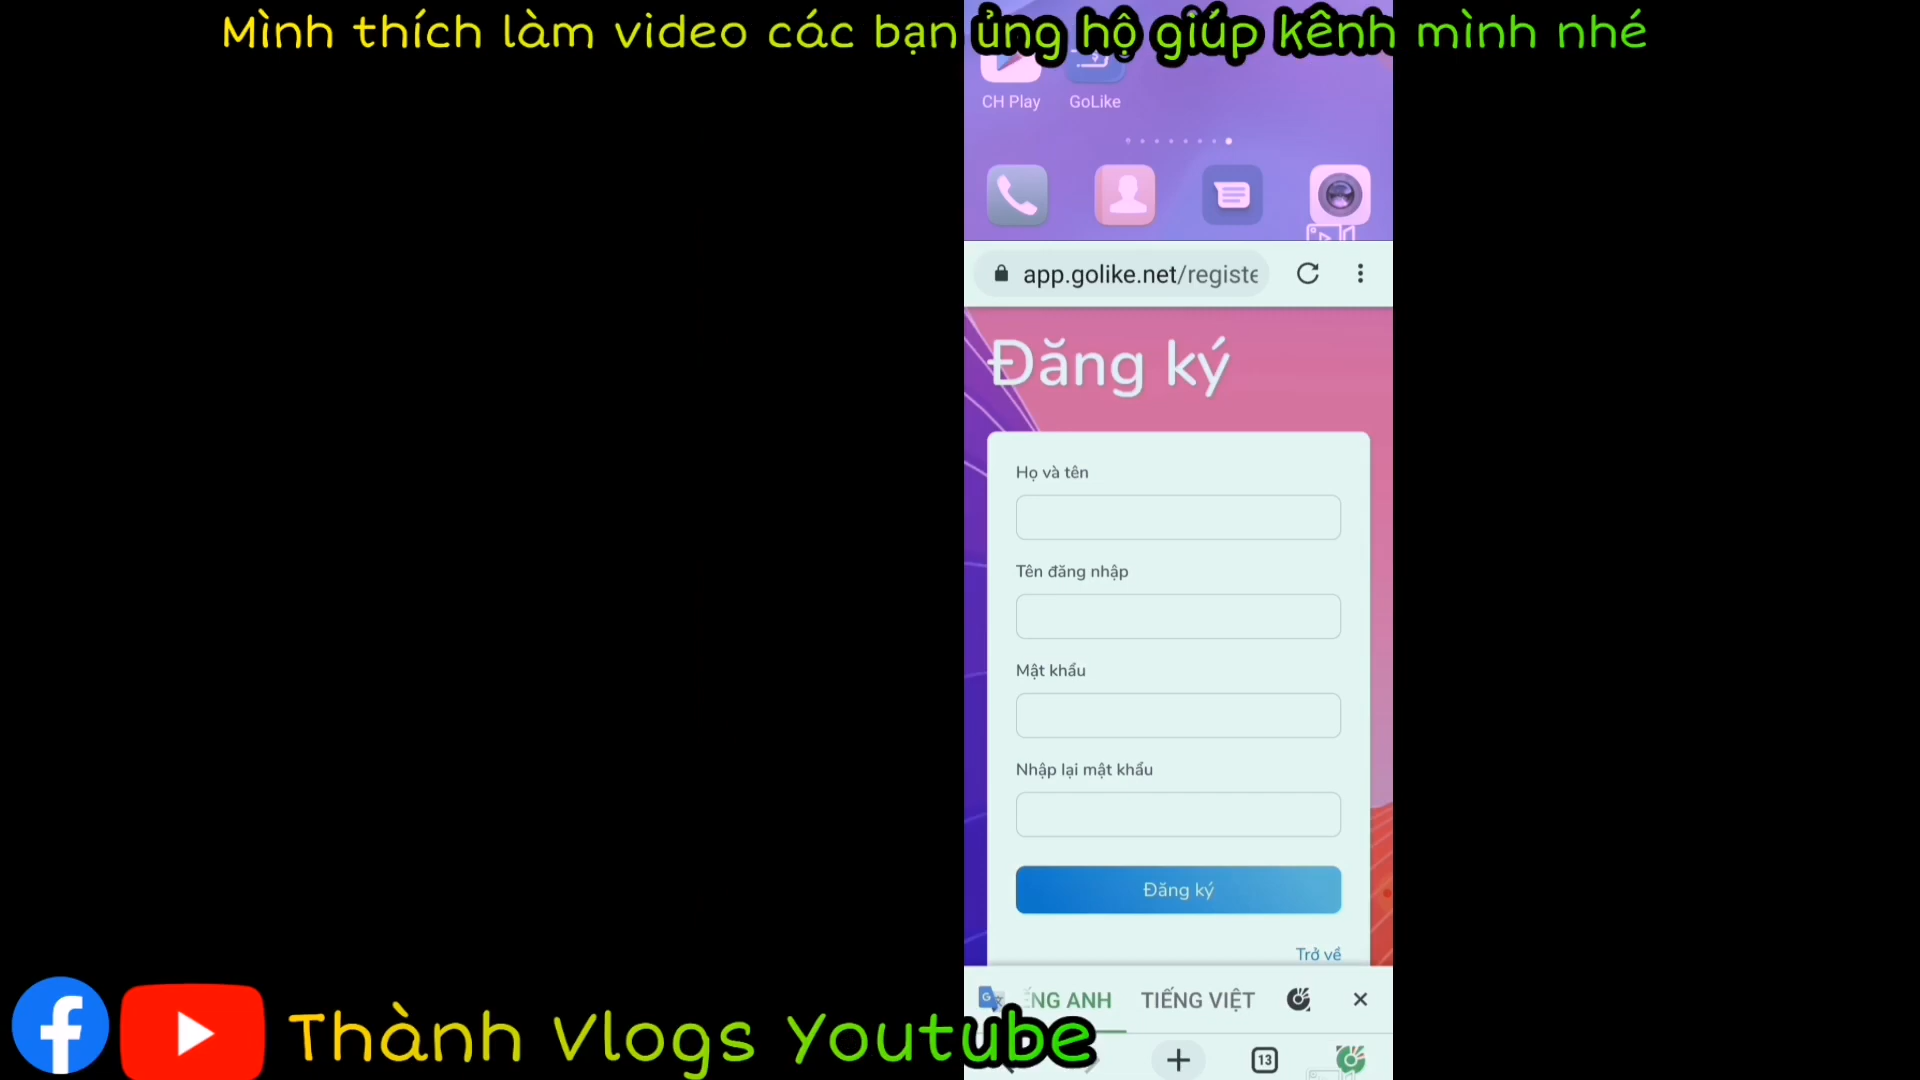 Mình thích làm video các bạn ủng hộ giúp kênh mình nhé
CH Play
GoLike
app.golike.net/registe
Đăng ký
Họ và tên
Tên đăng nhập
Mật khẩu
Nhập lại mật khẩu
Đăng ký
Trở về
NG ANH
TIẾNG VIỆT
Thành Vlogs Youtube
13